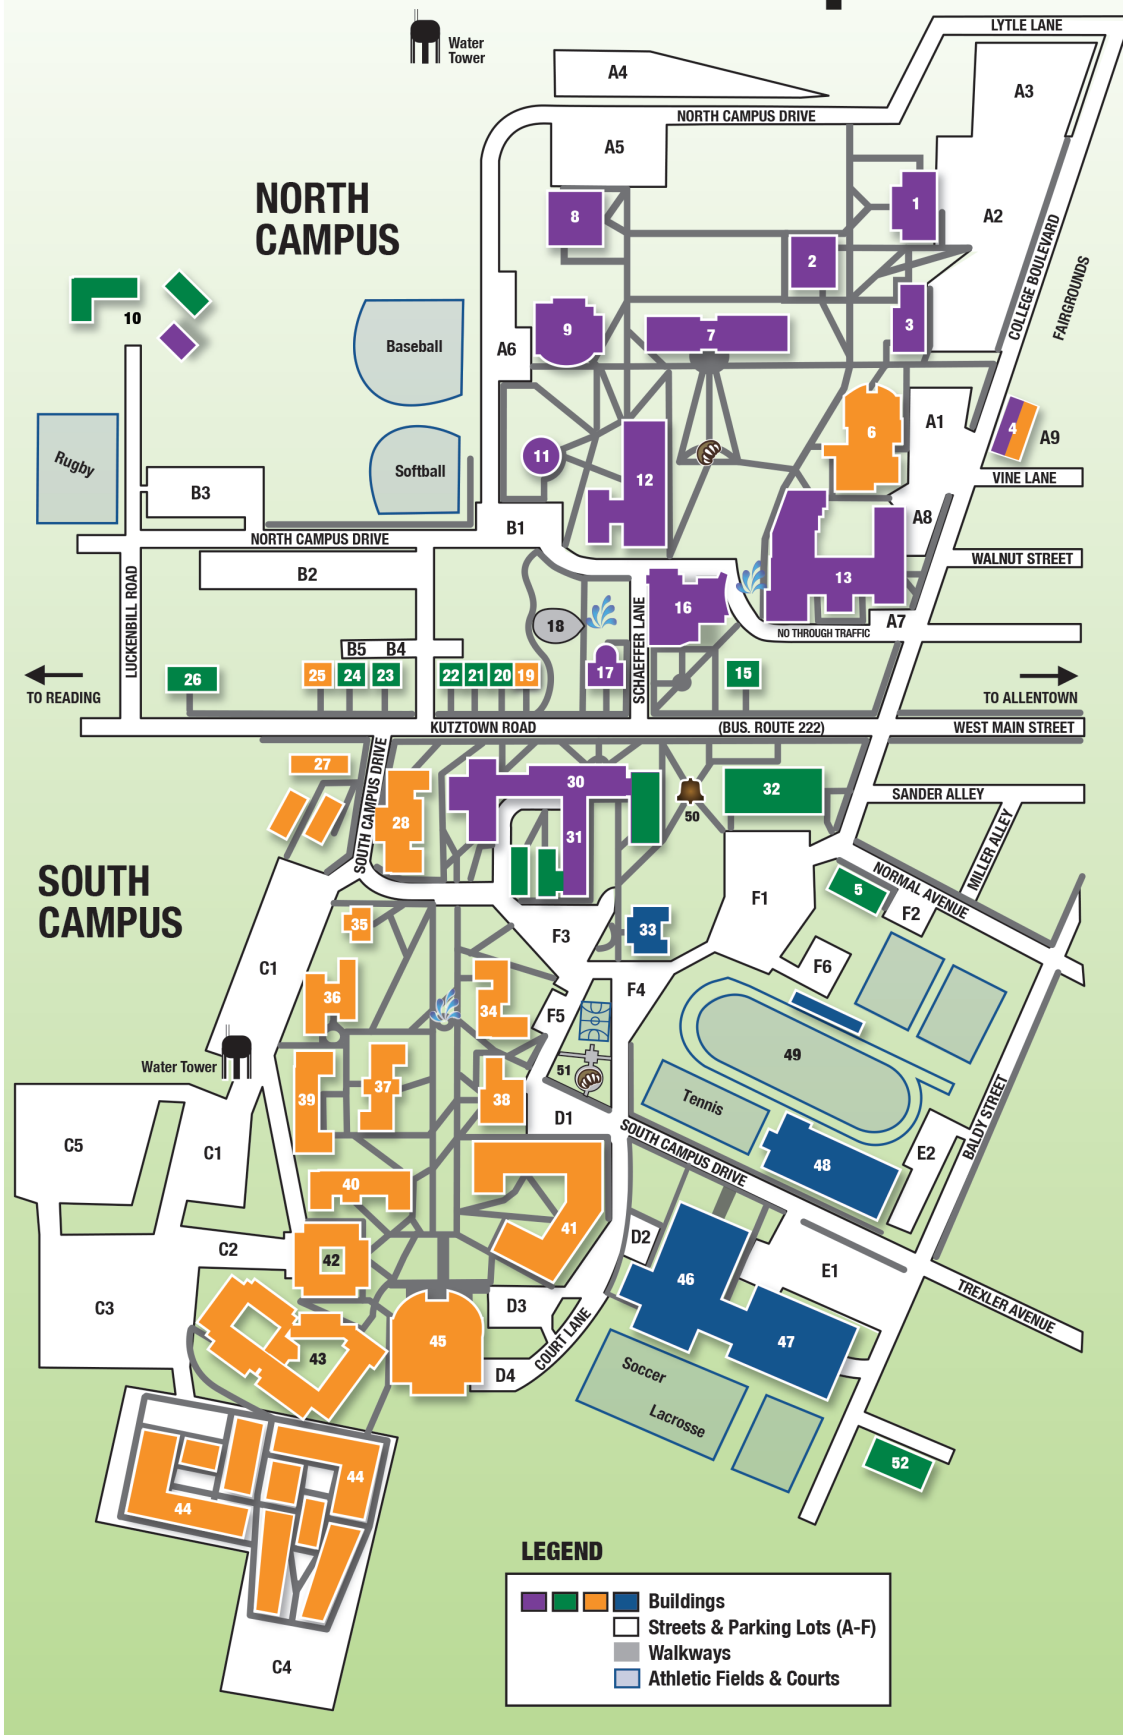 LYTLE LANE
Water
Tower
A4
A3
NORTH CAMPUS DRIVE
A5
NORTH
CAMPUS
8
1
A2
2
COLLEGE BOULEVARD
FAIRGROUNDS
10
9
7
3
Baseball
A6
6
A1
4
A9
Rugby
Softball
11
12
VINE LANE
B3
B1
A8
NORTH CAMPUS DRIVE
WALNUT STREET
B2
13
LUCKENBILL ROAD
16
18
SCHAEFFER LANE
A7
NO THROUGH TRAFFIC
B5
B4
26
25
24
23
22
21
20
19
17
15
TO READING
TO ALLENTOWN
KUTZTOWN ROAD
(BUS. ROUTE 222)
WEST MAIN STREET
27
SOUTH CAMPUS DRIVE
30
32
SANDER ALLEY
50
28
31
MILLER ALLEY
SOUTH
CAMPUS
NORMAL AVENUE
5
F1
F2
35
33
F3
C1
F6
36
34
F4
F5
49
Water Tower
51
37
39
38
Tennis
D1
BALDY STREET
C5
C1
SOUTH CAMPUS DRIVE
E2
48
40
41
D2
C2
42
46
E1
C3
D3
TREXLER AVENUE
45
COURT LANE
47
43
D4
Soccer
Lacrosse
52
44
44
LEGEND
Buildings
Streets & Parking Lots (A-F)
Walkways
Athletic Fields & Courts
C4